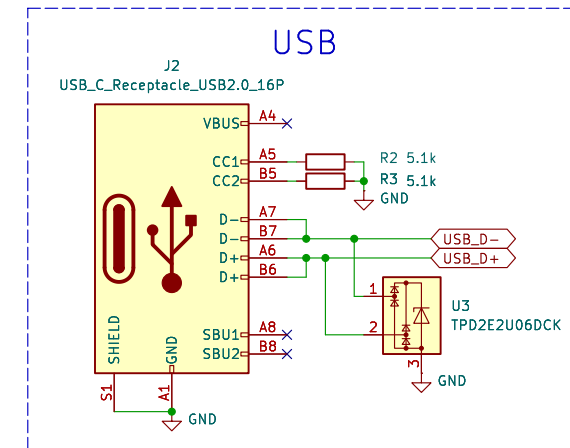 USB
J2
USB_C_Receptacle_USB2.0_16P
VBUS A4
CC1 A5
R2 5.1k
CC2 B5
R3 5.1k
GND
D- A7
D- B7
USB_D-
D+ A6
USB_D+
D+ B6
1
U3
TPD2E2U06DCK
2
SBU1 A8
SBU2 B8
3
GND
SHIELD
GND
S1
A1
GND